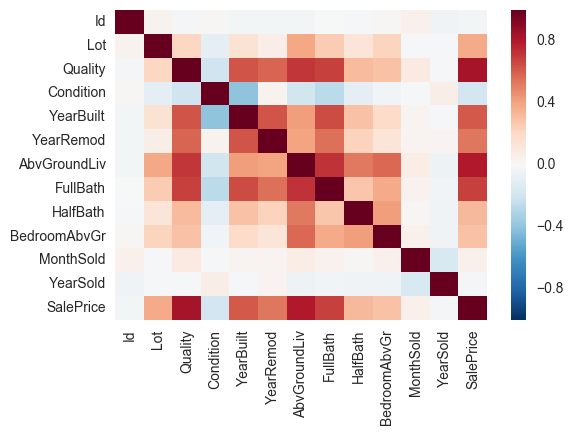 Id
Lot
Quality
Condition
YearBuilt
YearRemod
AbvGroundLiv
FullBath
HalfBath
BedroomAbvGr
MonthSold
YearSold
SalePrice
Id
Lot
Quality
Condition
YearBuilt
YearRemod
AbvGroundLiv
FullBath
HalfBath
BedroomAbvGr
MonthSold
YearSold
SalePrice
0.8
0.4
0.0
−0.4
−0.8